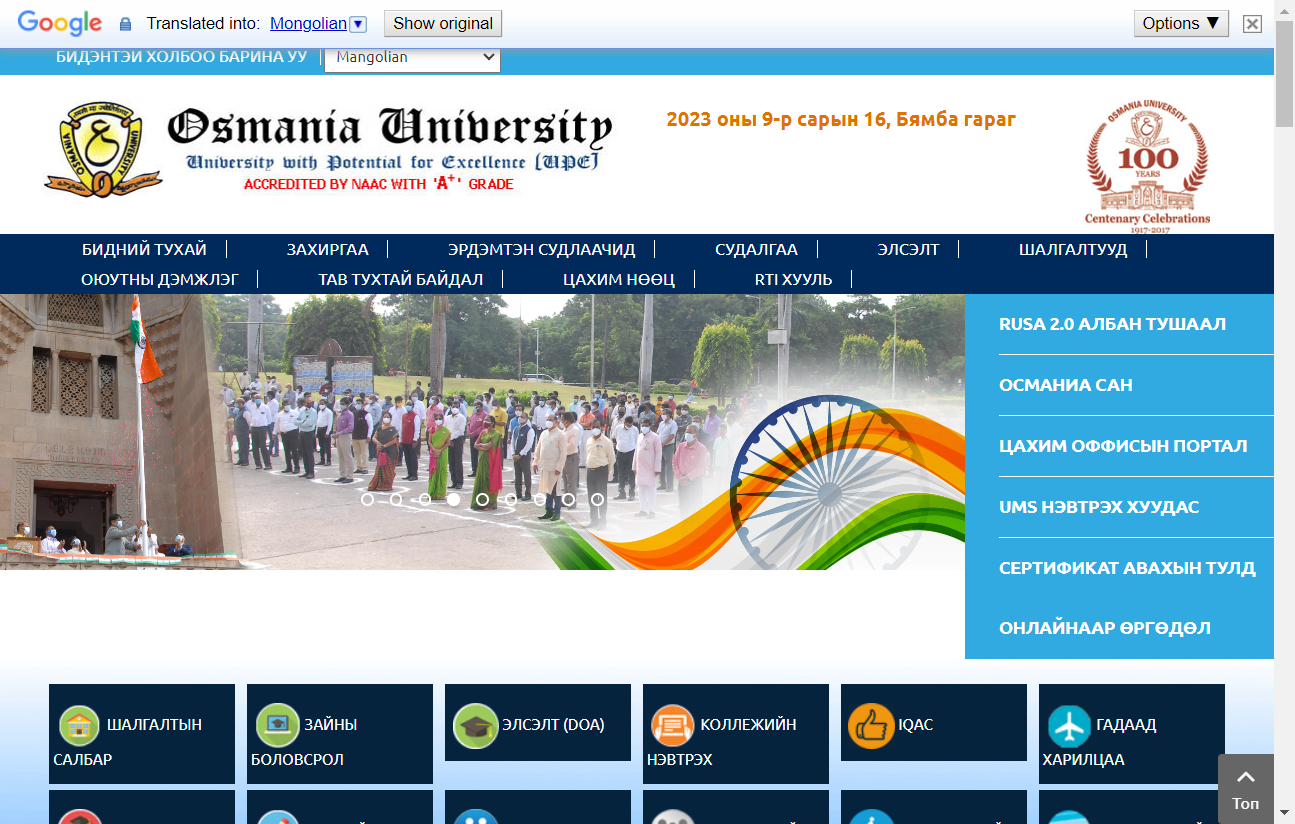 Google Translated into: Mongolian Show original Options ▼
БИДЭНТЭЙ ХОЛБОО БАРИНА УУ Mangolian
OSMANIA UNIVERSITY
Osmania University
University with Potential for Excellence (UPE)
ACCREDITED BY NAAC WITH 'A+' GRADE
2023 оны 9-р сарын 16, Бямба гараг
OSMANIA UNIVERSITY
100
YEARS
Centenary Celebrations
1917-2017
БИДНИЙ ТУХАЙ ЗАХИРГАА ЭРДЭМТЭН СУДЛААЧИД СУДАЛГАА ЭЛСЭЛТ ШАЛГАЛТУУД
ОЮУТНЫ ДЭМЖЛЭГ ТАВ ТУХТАЙ БАЙДАЛ ЦАХИМ НӨӨЦ RTI ХУУЛЬ
RUSA 2.0 АЛБАН ТУШААЛ
ОСМАНИА САН
ЦАХИМ ОФФИСЫН ПОРТАЛ
UMS НЭВТРЭХ ХУУДАС
СЕРТИФИКАТ АВАХЫН ТУЛД
ОНЛАЙНААР ӨРГӨДӨЛ
ШАЛГАЛТЫН
САЛБАР
ЗАЙНЫ
БОЛОВСРОЛ
ЭЛСЭЛТ (DOA)
КОЛЛЕЖИЙН
НЭВТРЭХ
IQAC
ГАДААД
ХАРИЛЦАА
Топ